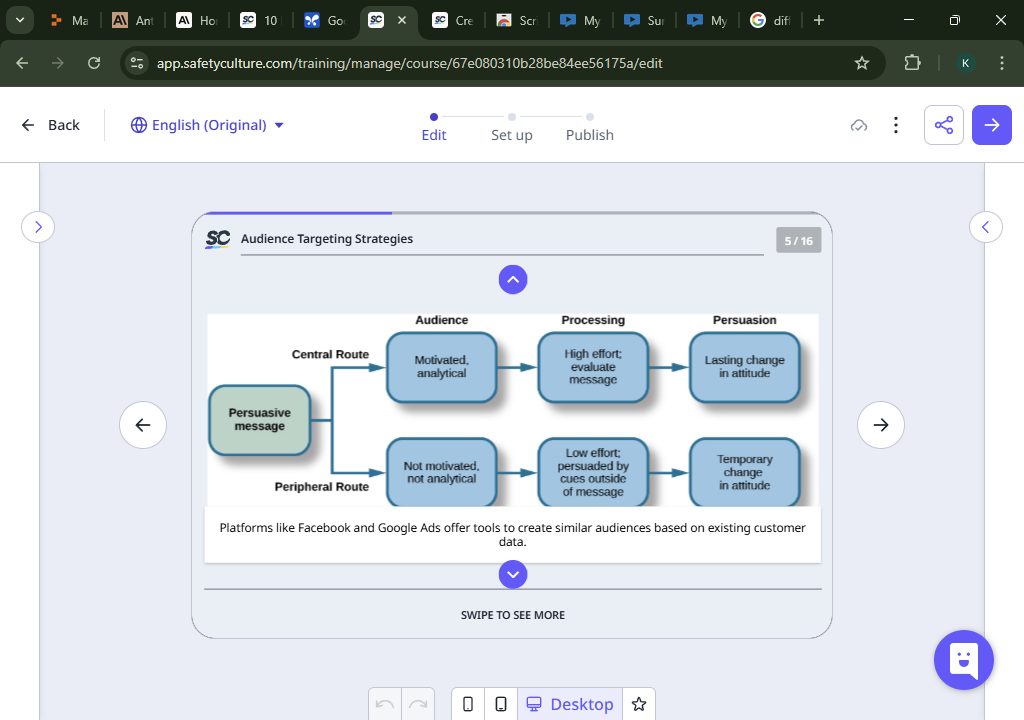 Ma
Ant
Ho
SC
10
Go
SC
SC
Cre
Scri
My
Sur
My
diff
app.safetyculture.com/training/manage/course/67e080310b28be84ee56175a/edit
K
Back
English (Original)
Edit
Set up
Publish
SC
Audience Targeting Strategies
5 / 16
Audience
Processing
Persuasion
Central Route
Motivated,
analytical
High effort;
evaluate
message
Lasting change
in attitude
Persuasive
message
Peripheral Route
Not motivated,
not analytical
Low effort;
persuaded by
cues outside
of message
Temporary
change
in attitude
Platforms like Facebook and Google Ads offer tools to create similar audiences based on existing customer
data.
SWIPE TO SEE MORE
Desktop